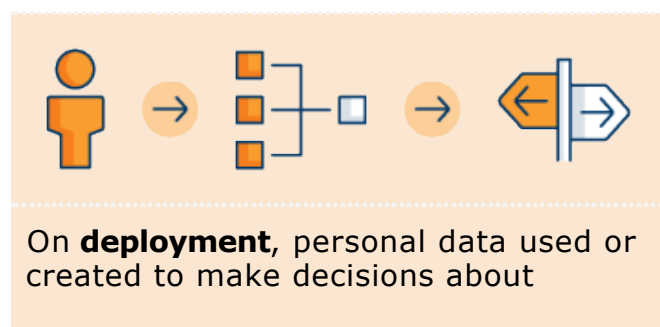 On deployment, personal data used or
created to make decisions about